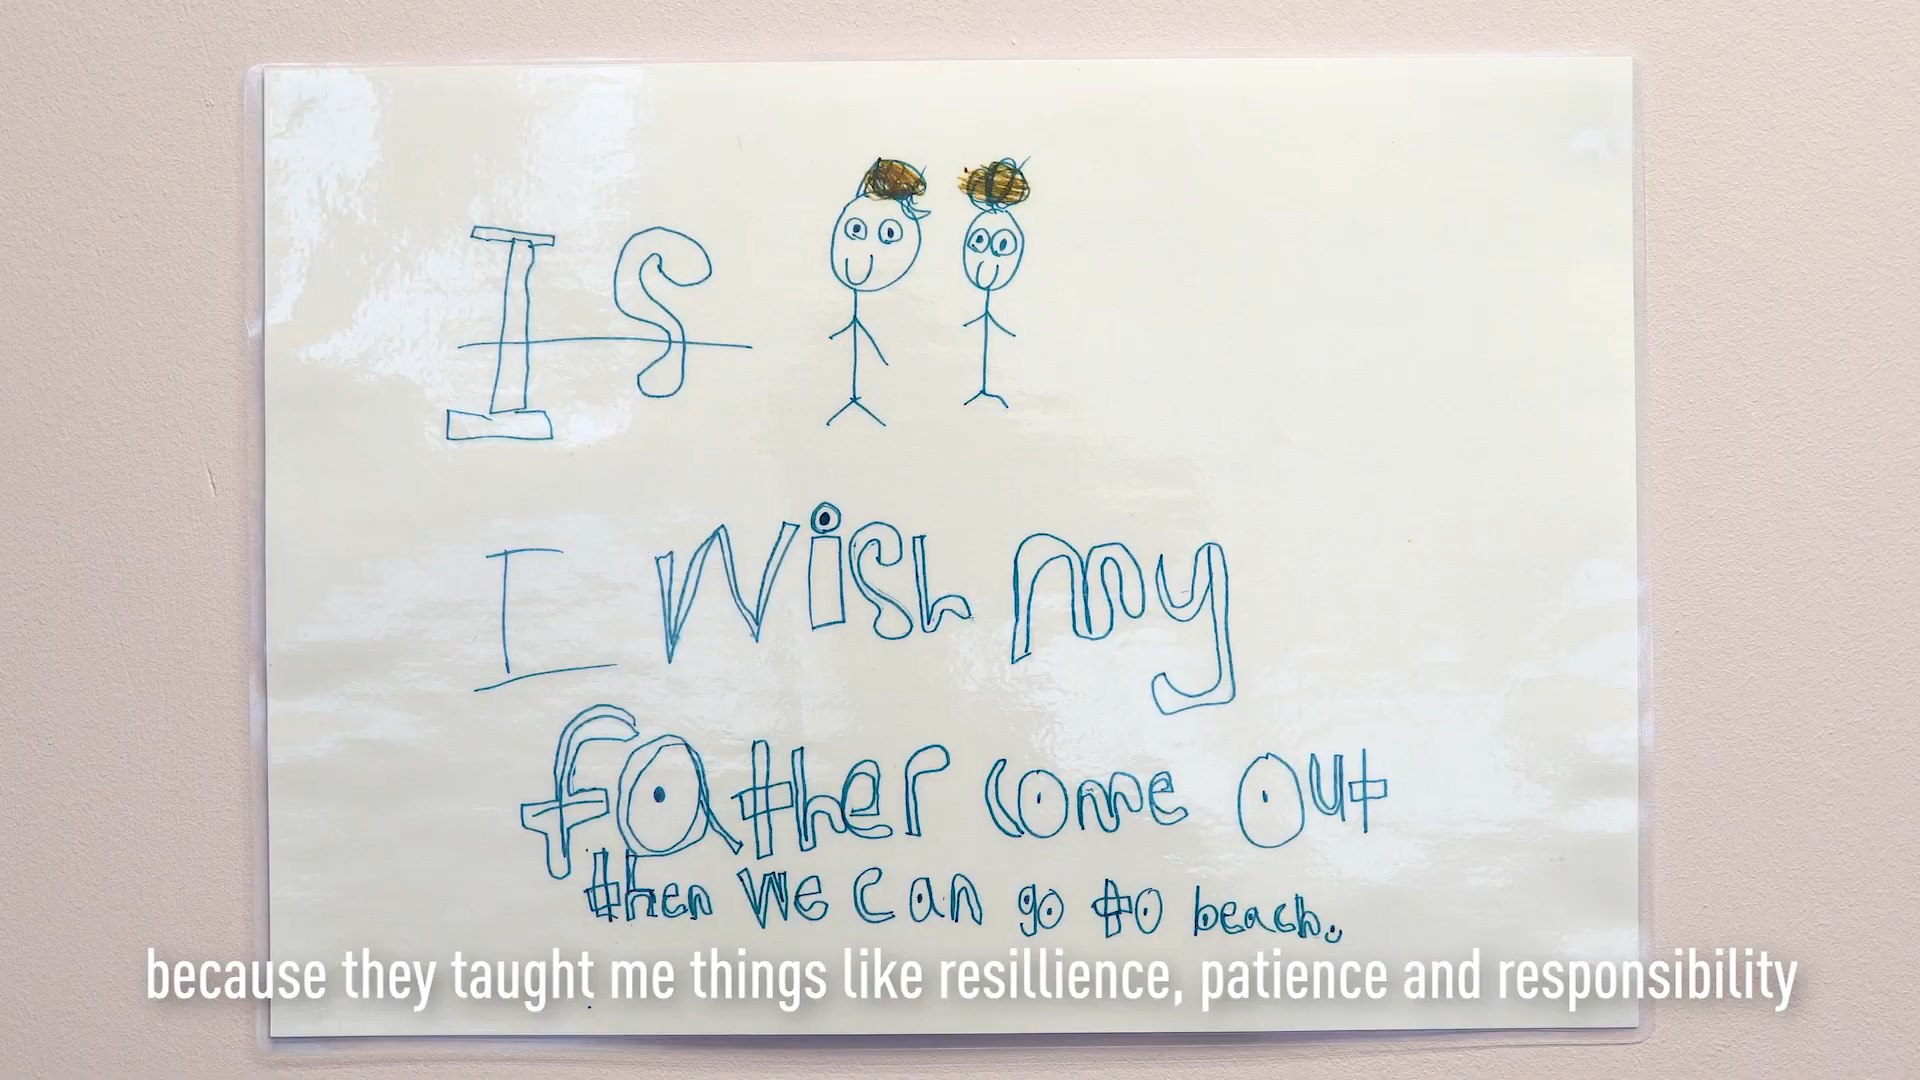 Is
I wish my
father come out
then we can go to beach.
because they taught me things like resillience, patience and responsibility